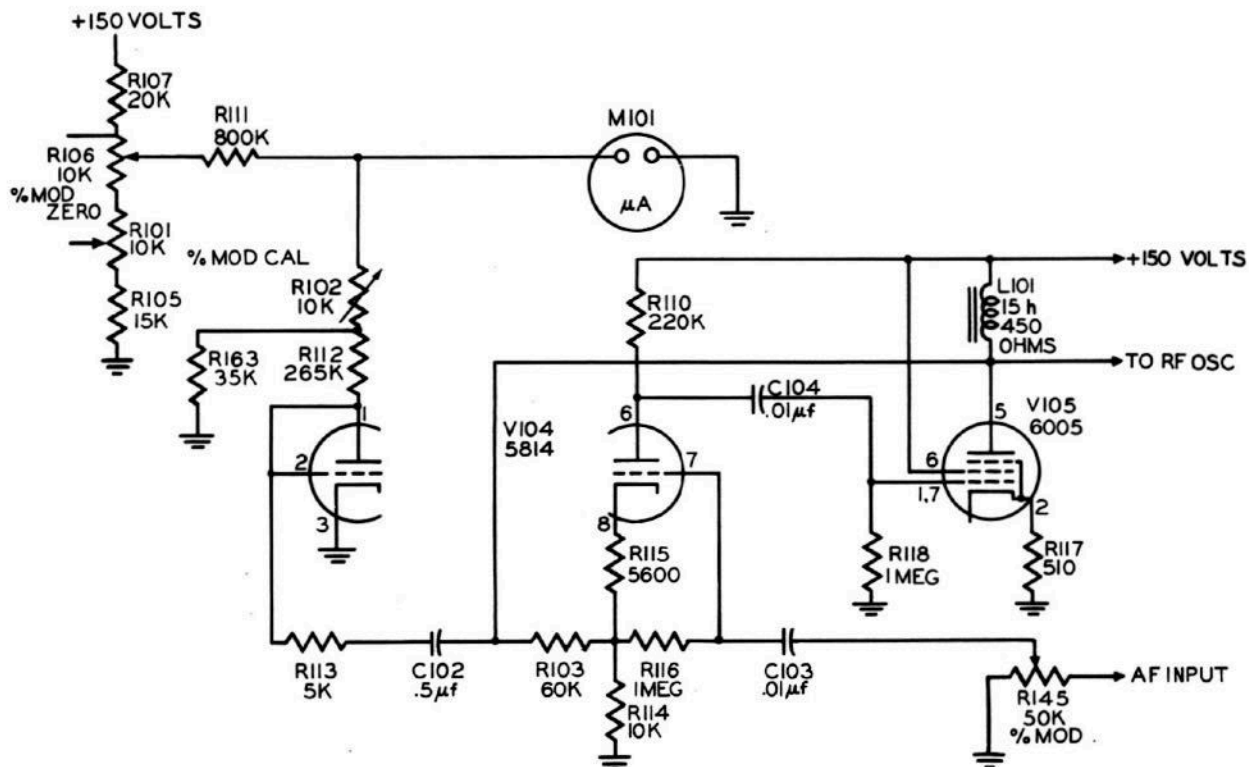 +150 VOLTS
R107
20K
R111
800K
M101
R106
10K
% MOD
ZERO
μA
R101
10K
% MOD CAL
+150 VOLTS
R102
10K
R110
220K
L101
15 h
450
OHMS
R105
15K
R163
35K
R112
265K
TO RF OSC
C104
.01μf
1
V104
5814
6
5
V105
6005
2
7
6
1,7
3
8
2
R115
5600
R118
1 MEG
R117
510
R113
5K
C102
.5μf
R103
60K
R116
1MEG
C103
.01μf
AF INPUT
R114
10K
R145
50K
% MOD